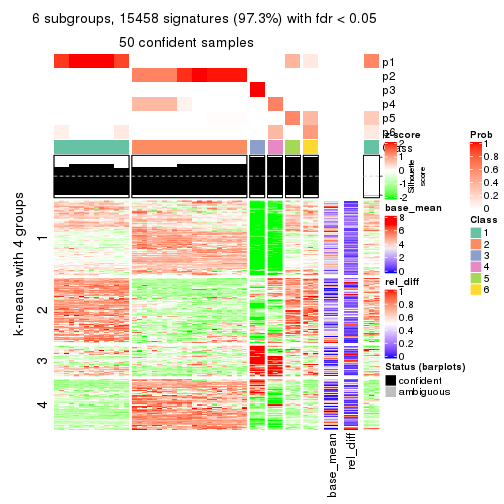 6 subgroups, 15458 signatures (97.3%) with fdr < 0.05
50 confident samples
p1
p2
p3
p4
p5
p6
Silhouette
score
k-means with 4 groups
1
2
3
4
base_mean
rel_diff
z_score
2
1
0
-1
-2
base_mean
8
6
4
2
0
rel_diff
1
0.8
0.6
0.4
0.2
0
Status (barplots)
confident
ambiguous
Prob
1
0.8
0.6
0.4
0.2
0
Class
1
2
3
4
5
6